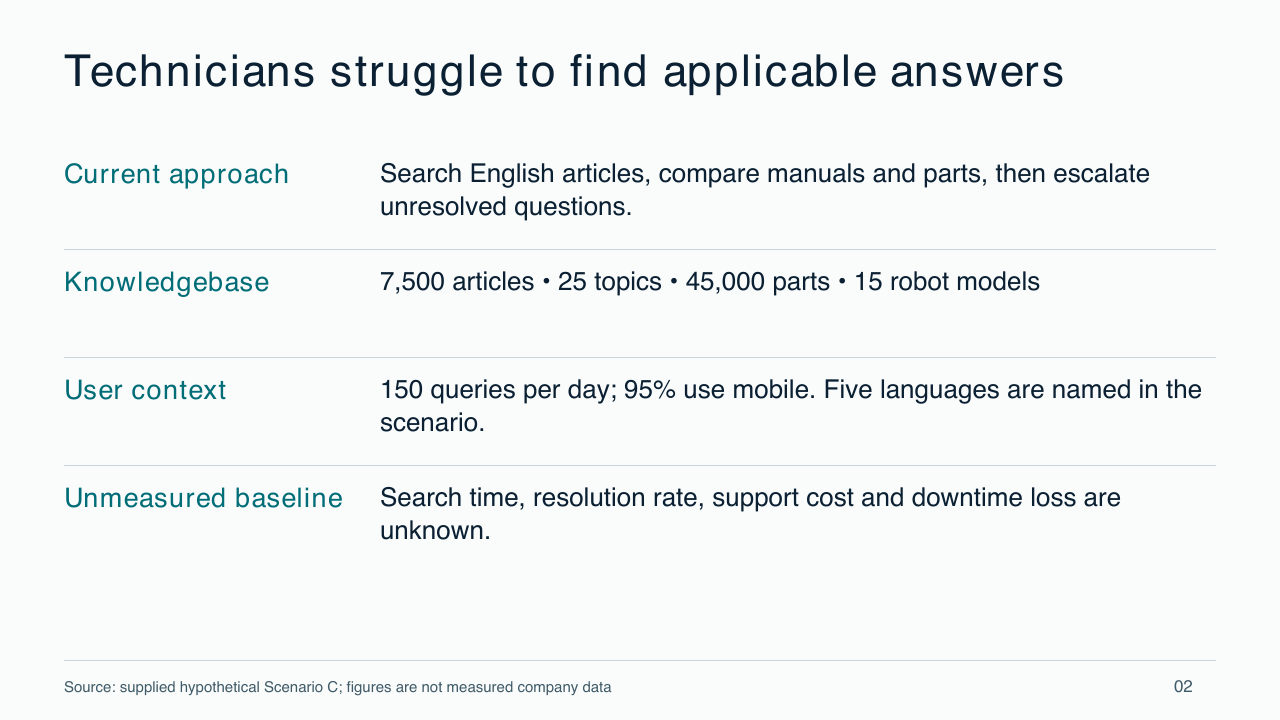 Technicians struggle to find applicable answers
Current approach
Search English articles, compare manuals and parts, then escalate
unresolved questions.
Knowledgebase
7,500 articles • 25 topics • 45,000 parts • 15 robot models
User context
150 queries per day; 95% use mobile. Five languages are named in the
scenario.
Unmeasured baseline
Search time, resolution rate, support cost and downtime loss are
unknown.
Source: supplied hypothetical Scenario C; figures are not measured company data
02